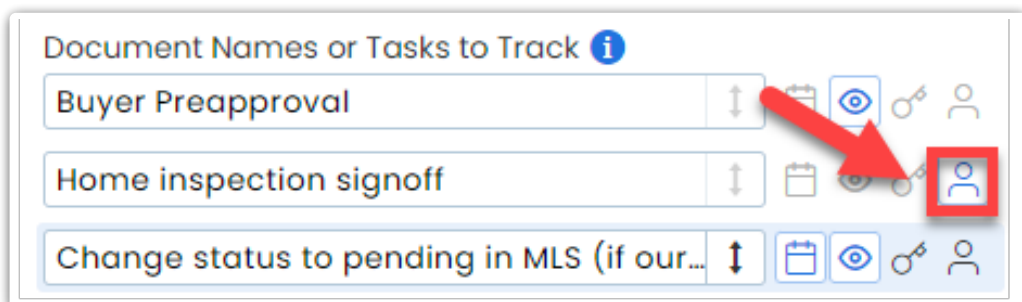 Document Names or Tasks to Track i
Buyer Preapproval
Home inspection signoff
Change status to pending in MLS (if our...